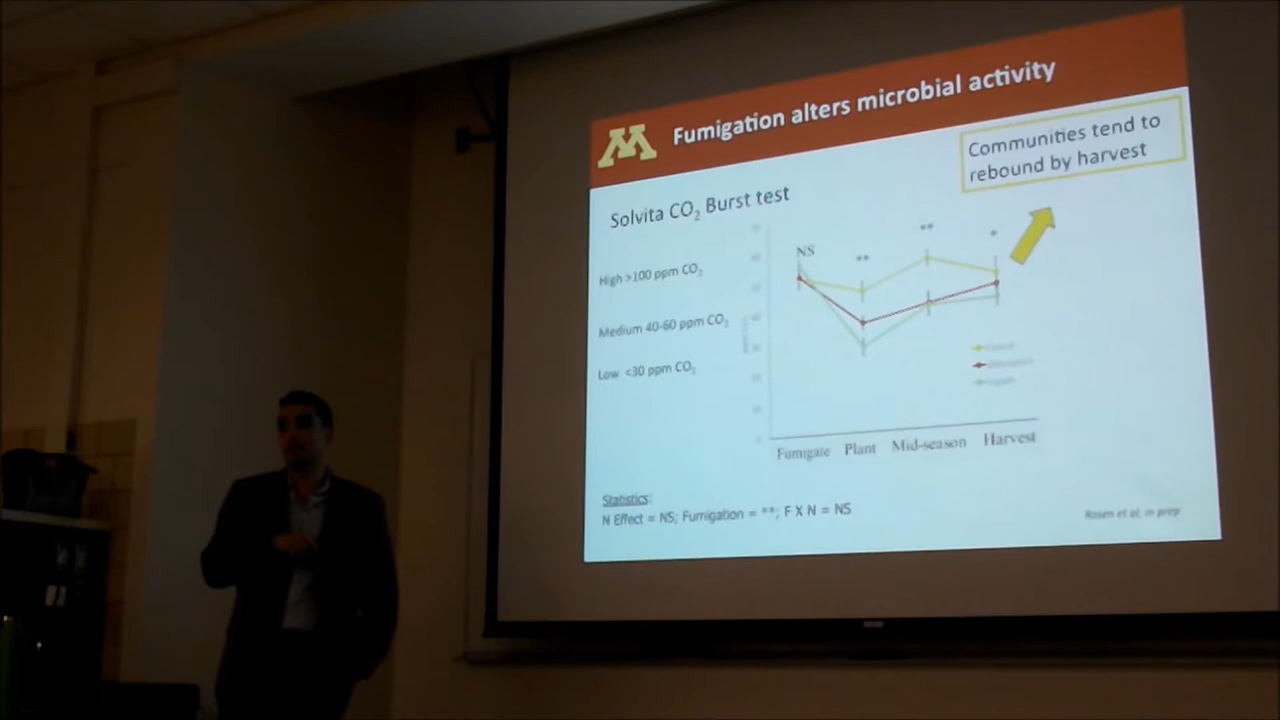 M
Fumigation alters microbial activity
Communities tend to
rebound by harvest
Solvita CO₂ Burst test
High >100 ppm CO₂
Medium 40-60 ppm CO₂
Low <30 ppm CO₂
NS
**
**
*
Fumigate Plant Mid-season Harvest
Statistics:
N Effect = NS; Fumigation = **; F X N = NS
Rosen et al, in prep